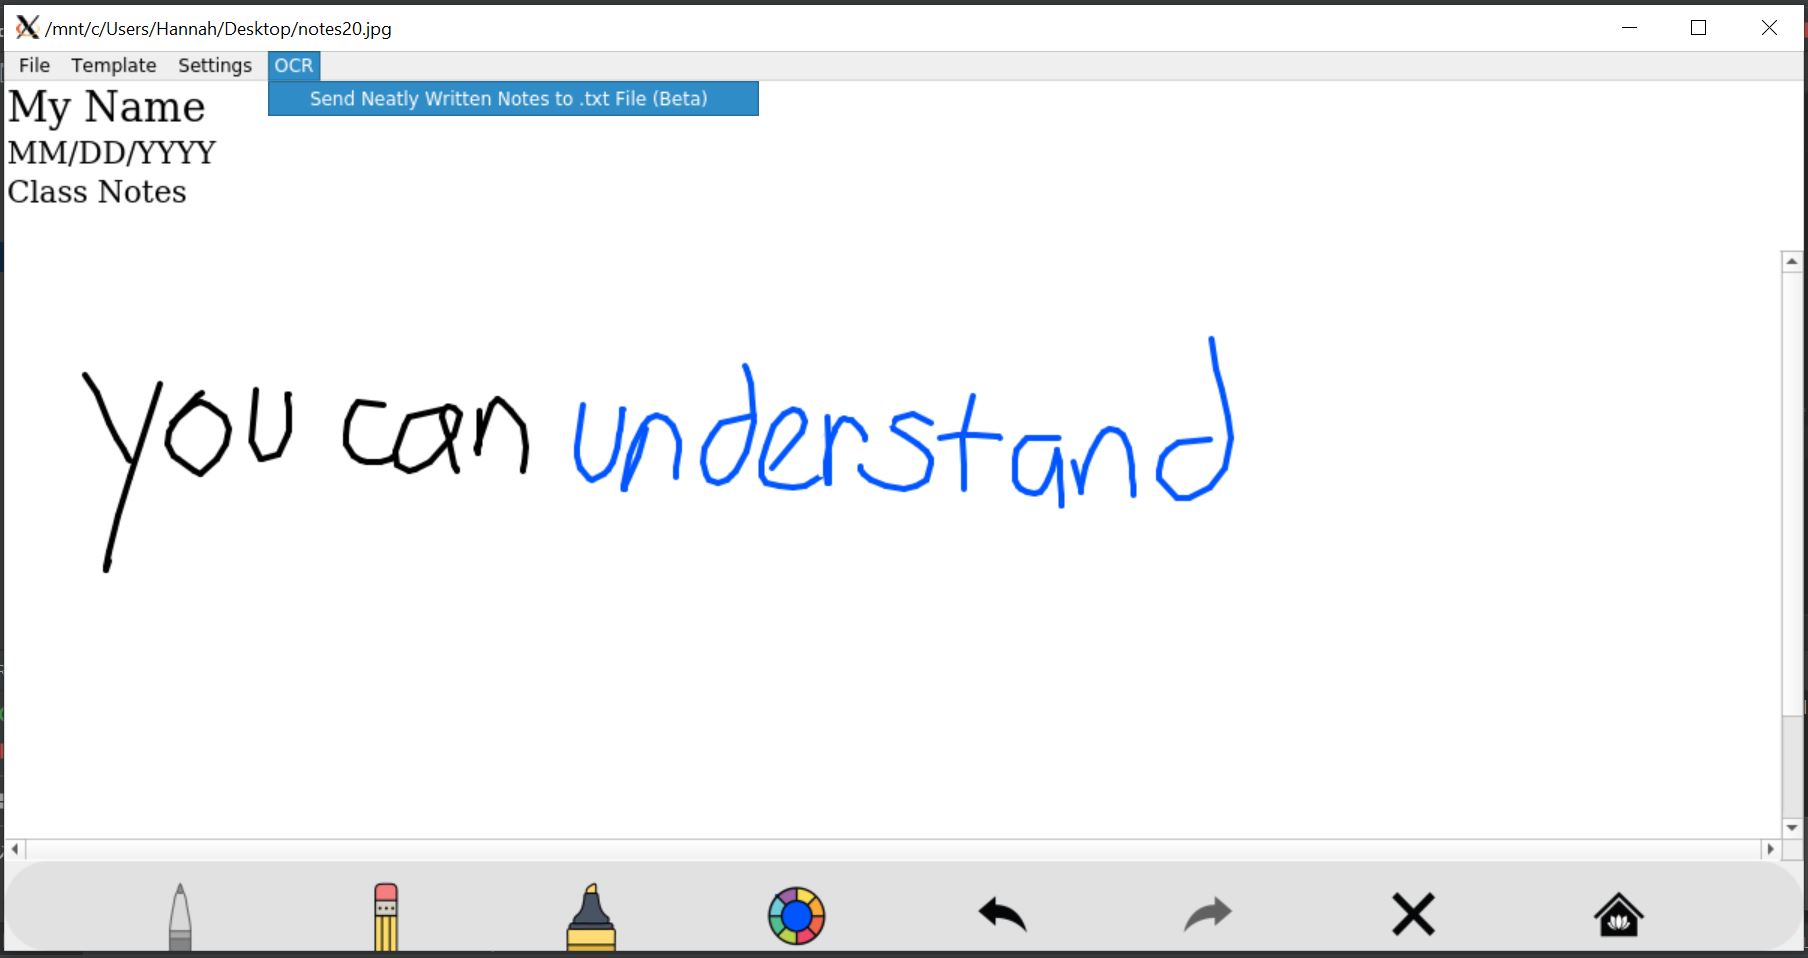 /mnt/c/Users/Hannah/Desktop/notes20.jpg
File Template Settings OCR
Send Neatly Written Notes to .txt File (Beta)
My Name
MM/DD/YYYY
Class Notes
you can understand